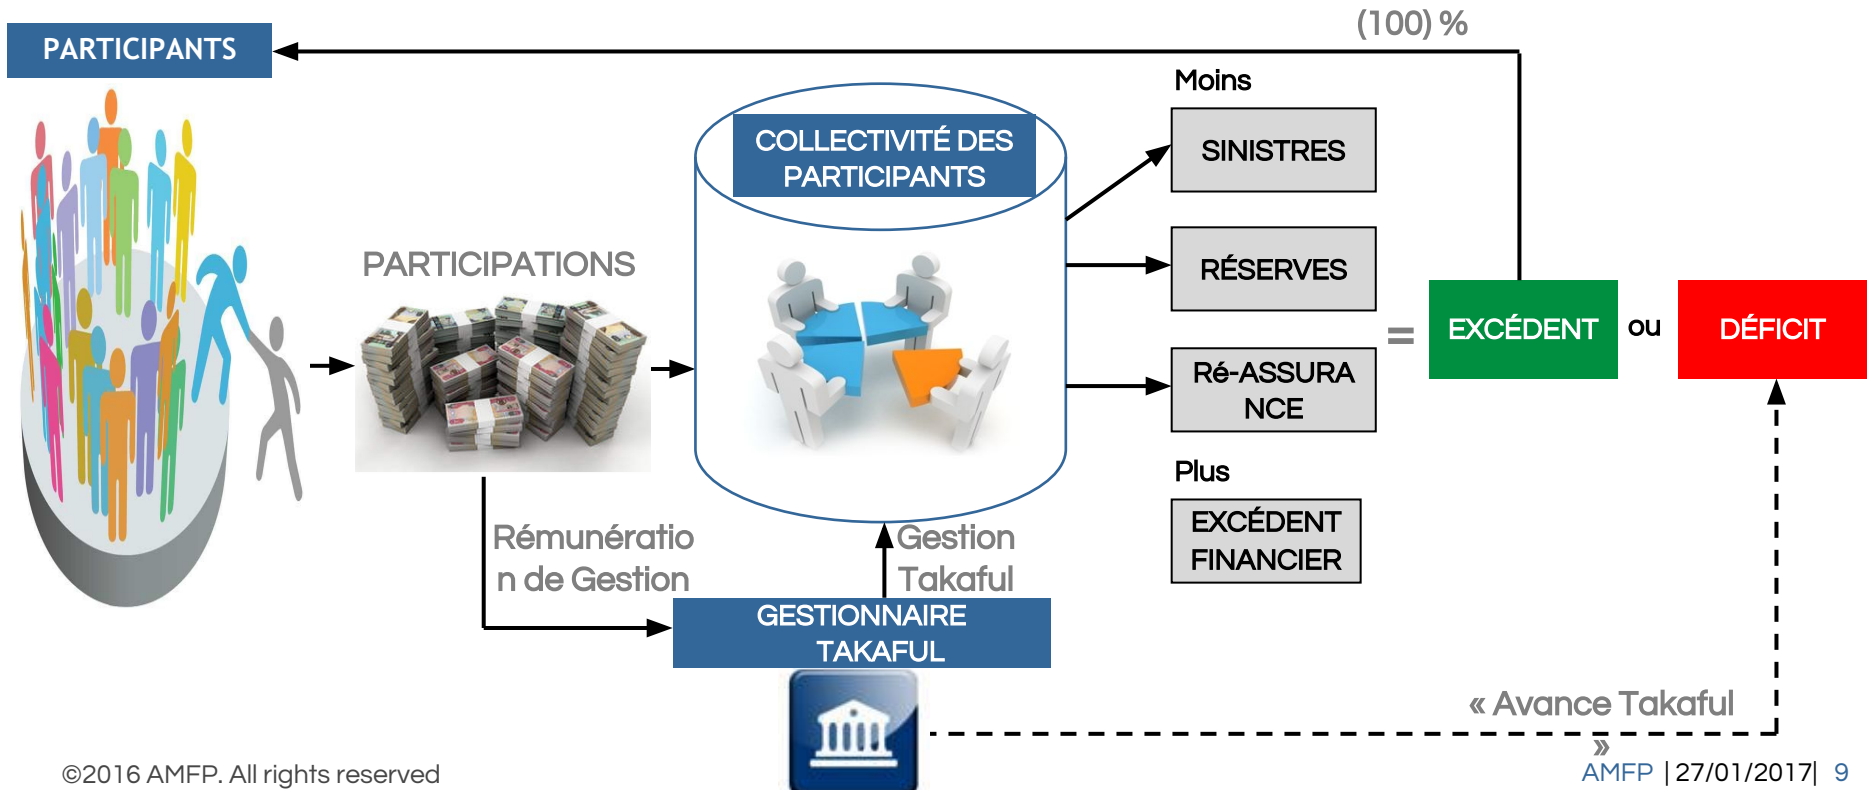 (100) %
PARTICIPANTS
Moins
COLLECTIVITÉ DES
PARTICIPANTS
SINISTRES
PARTICIPATIONS
RÉSERVES
=
EXCÉDENT
ou
DÉFICIT
Ré-ASSURA
NCE
Plus
EXCÉDENT
FINANCIER
Rémunératio
n de Gestion
Gestion
Takaful
GESTIONNAIRE
TAKAFUL
« Avance Takaful
»
©2016 AMFP. All rights reserved
AMFP | 27/01/2017| 9